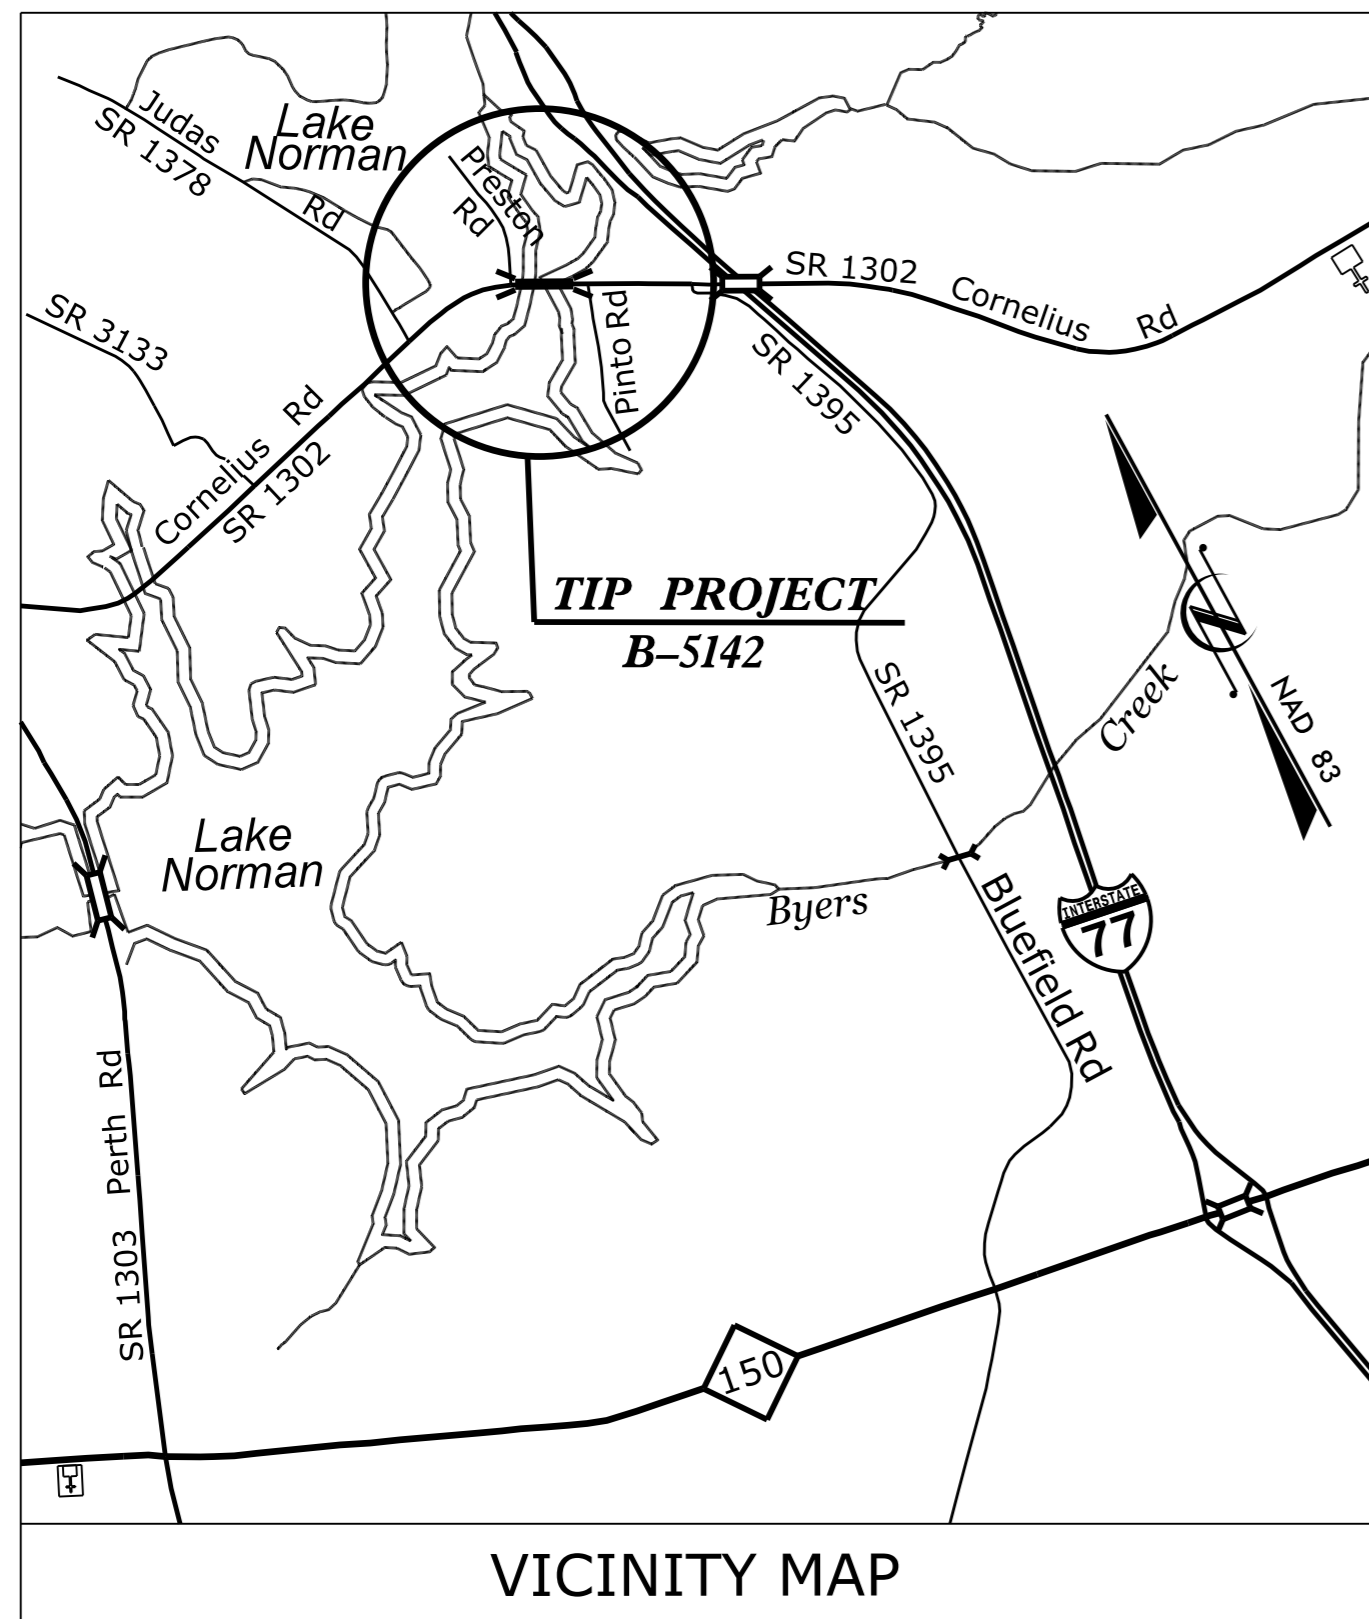 Judas
Rd
SR 1378
Lake
Norman
Preston
Rd
SR 1302
Cornelius
Rd
SR 3133
Pinto Rd
SR 1395
Cornelius Rd
SR 1302
TIP PROJECT
B-5142
SR 1395
Creek
NAD 83
Lake
Norman
Byers
Bluefield Rd
INTERSTATE
77
SR 1303 Perth Rd
150
VICINITY MAP